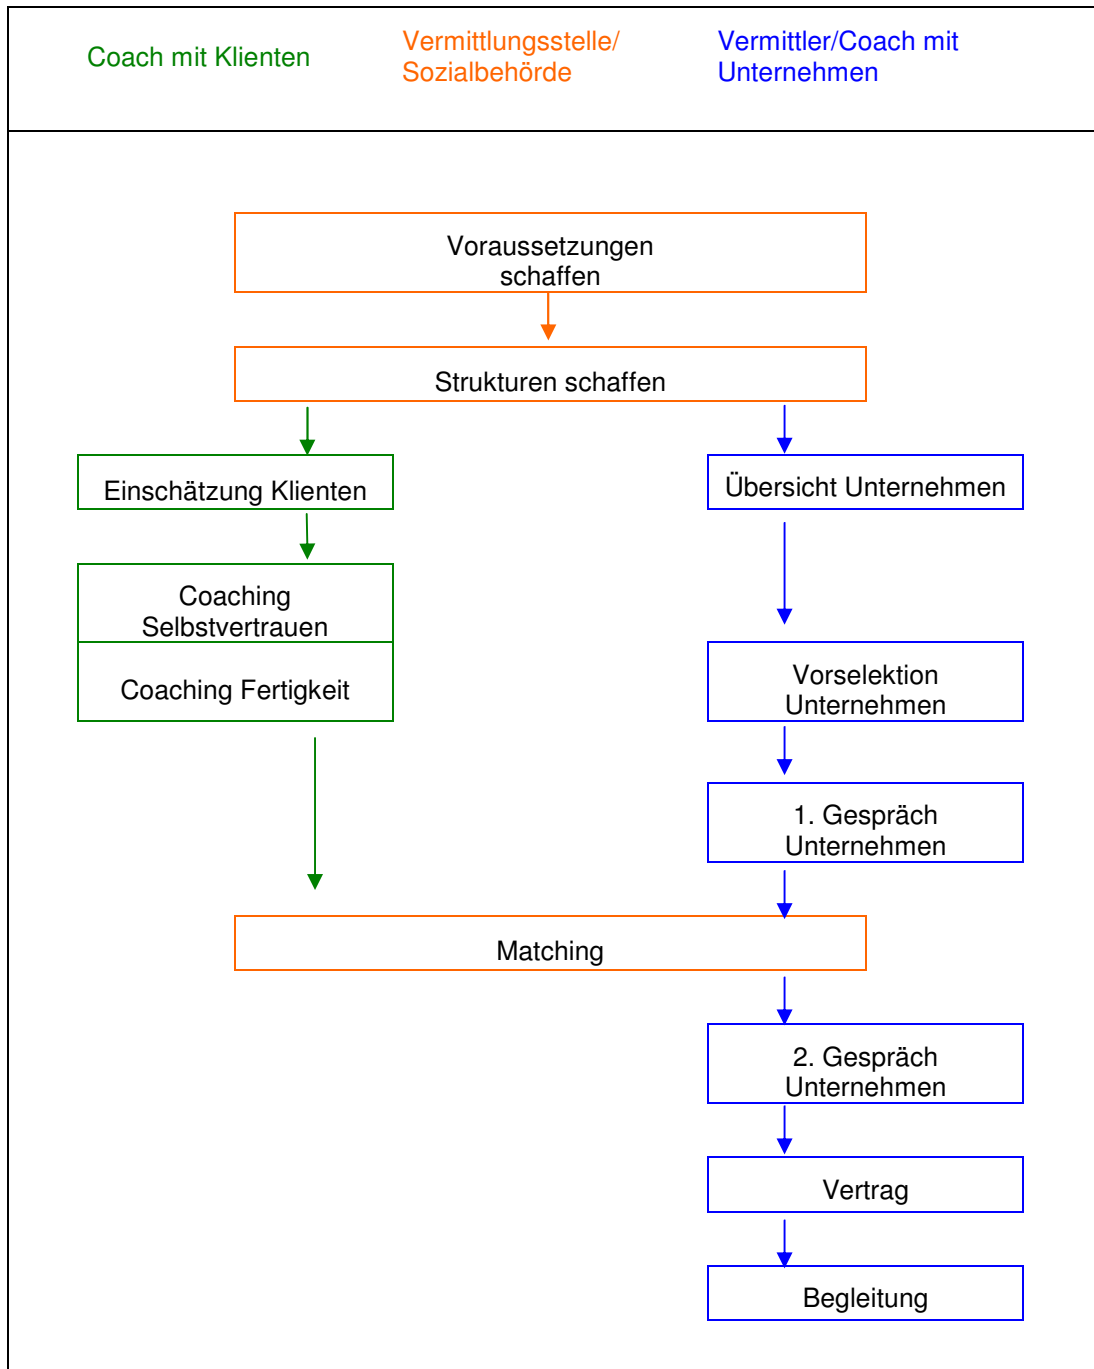 Coach mit Klienten
Vermittlungsstelle/
Sozialbehörde
Vermittler/Coach mit
Unternehmen
Voraussetzungen
schaffen
Strukturen schaffen
Einschätzung Klienten
Übersicht Unternehmen
Coaching
Selbstvertrauen
Coaching Fertigkeit
Vorselektion
Unternehmen
1. Gespräch
Unternehmen
Matching
2. Gespräch
Unternehmen
Vertrag
Begleitung